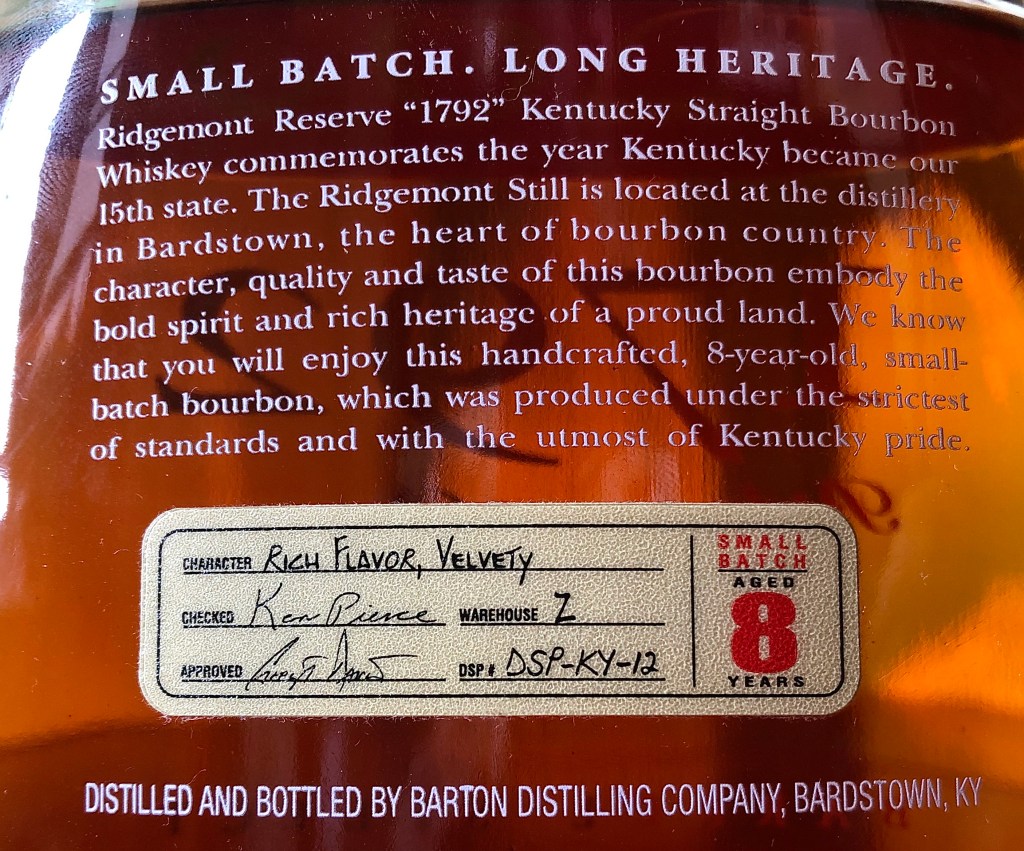 SMALL BATCH. LONG HERITAGE.
Ridgemont Reserve “1792” Kentucky Straight Bourbon
Whiskey commemorates the year Kentucky became our
15th state. The Ridgemont Still is located at the distillery
in Bardstown, the heart of bourbon country. The
character, quality and taste of this bourbon embody the
bold spirit and rich heritage of a proud land. We know
that you will enjoy this handcrafted, 8-year-old, small-
batch bourbon, which was produced under the strictest
of standards and with the utmost of Kentucky pride.
CHARACTER RICH FLAVOR, VELVETY
CHECKED Ken Pierce WAREHOUSE Z
APPROVED DSP # DSP-KY-12
SMALL
BATCH
AGED
8
YEARS
DISTILLED AND BOTTLED BY BARTON DISTILLING COMPANY, BARDSTOWN, KY